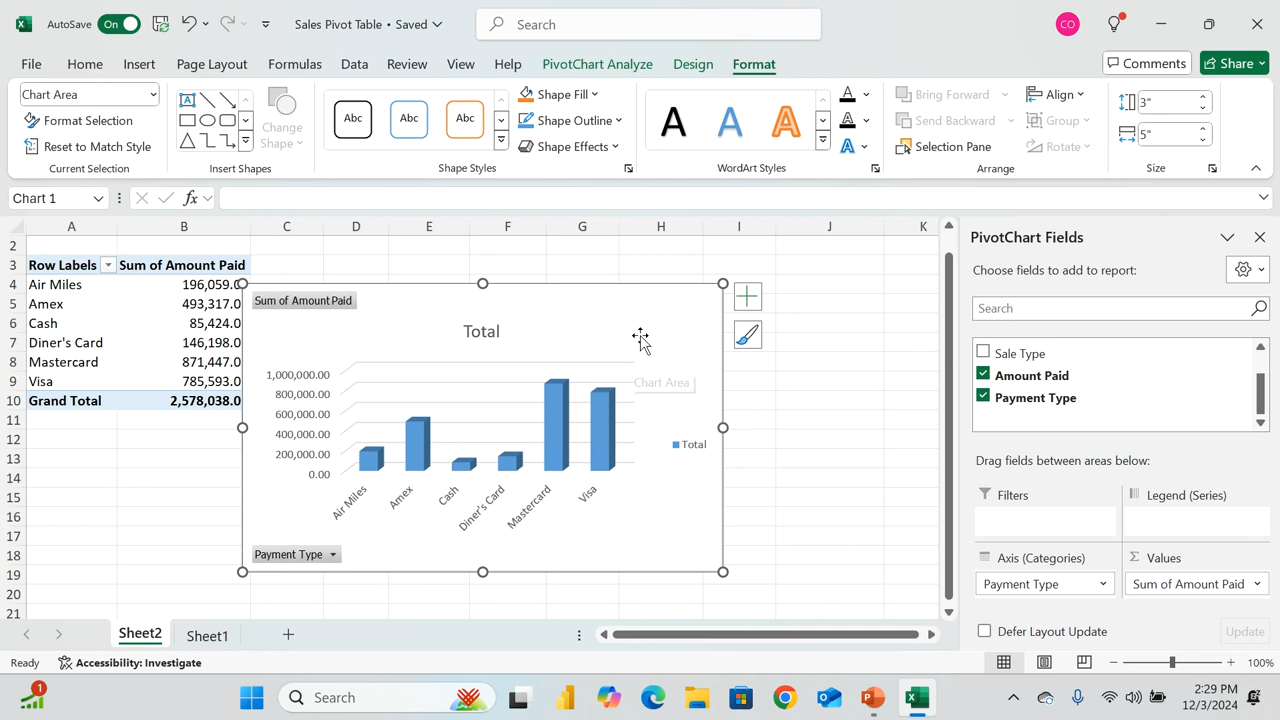 AutoSave On Sales Pivot Table • Saved Search CO
File Home Insert Page Layout Formulas Data Review View Help PivotChart Analyze Design Format Comments Share
Chart Area Shape Fill Bring Forward Align 3"
Format Selection Change Shape Abc Abc Abc Shape Outline A A A Send Backward Group 5"
Reset to Match Style Shape Effects Selection Pane Rotate
Current Selection Insert Shapes Shape Styles WordArt Styles Arrange Size
Chart 1 fx
A B C D E F G H I J K
2
3 Row Labels Sum of Amount Paid
4 Air Miles 196,059.0
5 Amex 493,317.0
6 Cash 85,424.0
7 Diner's Card 146,198.0
8 Mastercard 871,447.0
9 Visa 785,593.0
10 Grand Total 2,578,038.0
11
12
13
14
15
16
17
18
19
20
21
Sum of Amount Paid
Total
Chart Area
1,000,000.00
800,000.00
600,000.00
400,000.00
200,000.00
0.00
Total
Air Miles Amex Cash Diner's Card Mastercard Visa
Payment Type
PivotChart Fields
Choose fields to add to report:
Search
Sale Type
Amount Paid
Payment Type
Drag fields between areas below:
Filters Legend (Series)
Axis (Categories) Σ Values
Payment Type Sum of Amount Paid
Defer Layout Update Update
Sheet2 Sheet1
Ready Accessibility: Investigate 100%
1 Search 2:29 PM
12/3/2024